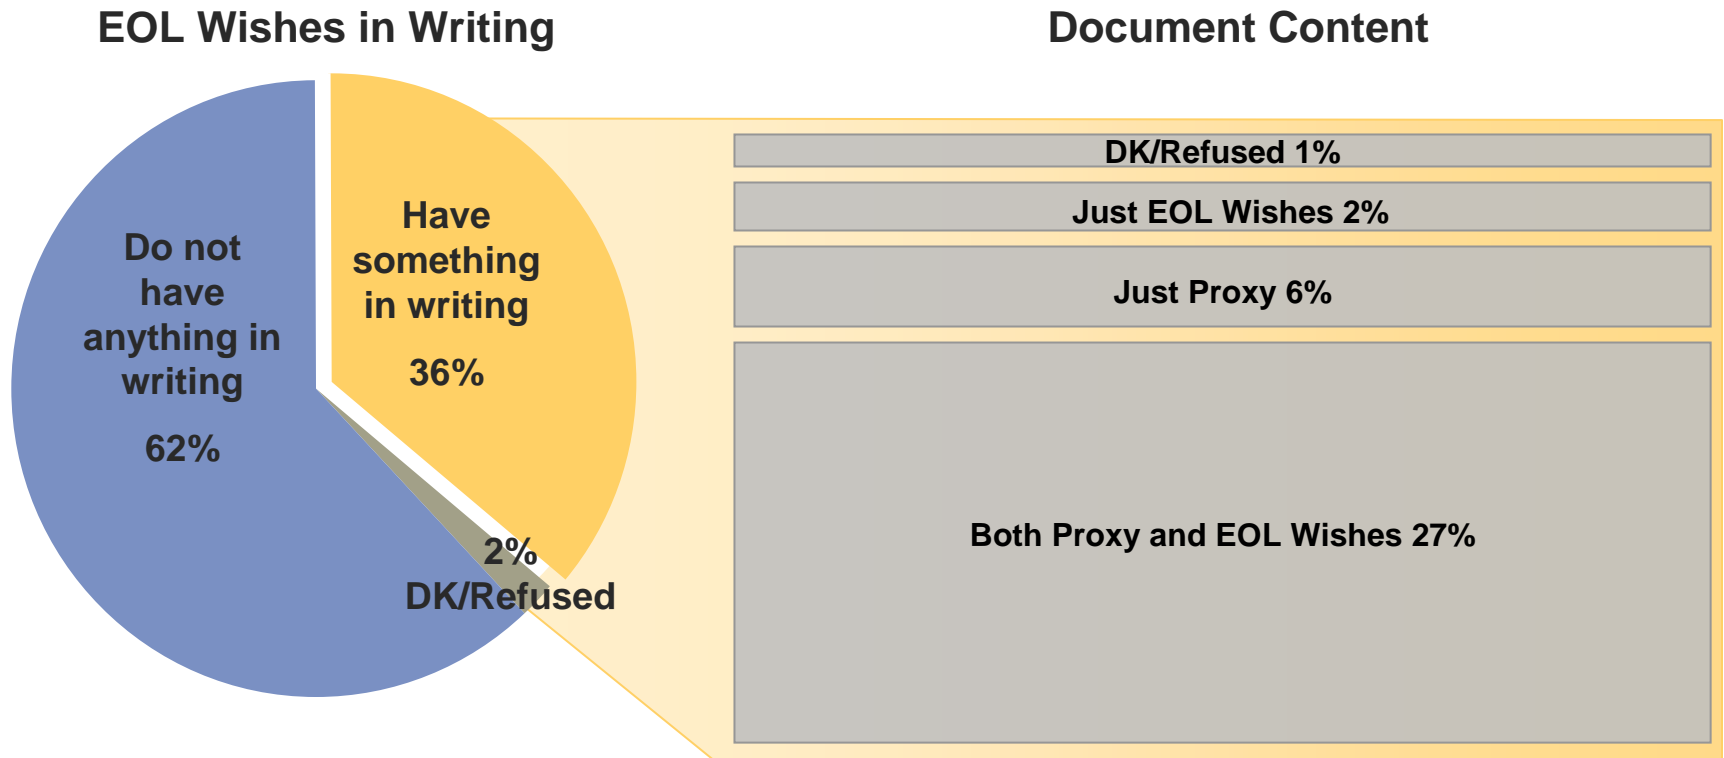 EOL Wishes in Writing
Do not
have
anything in
writing
62%
Have
something
in writing
36%
2%
DK/Refused
Document Content
DK/Refused 1%
Just EOL Wishes 2%
Just Proxy 6%
Both Proxy and EOL Wishes 27%